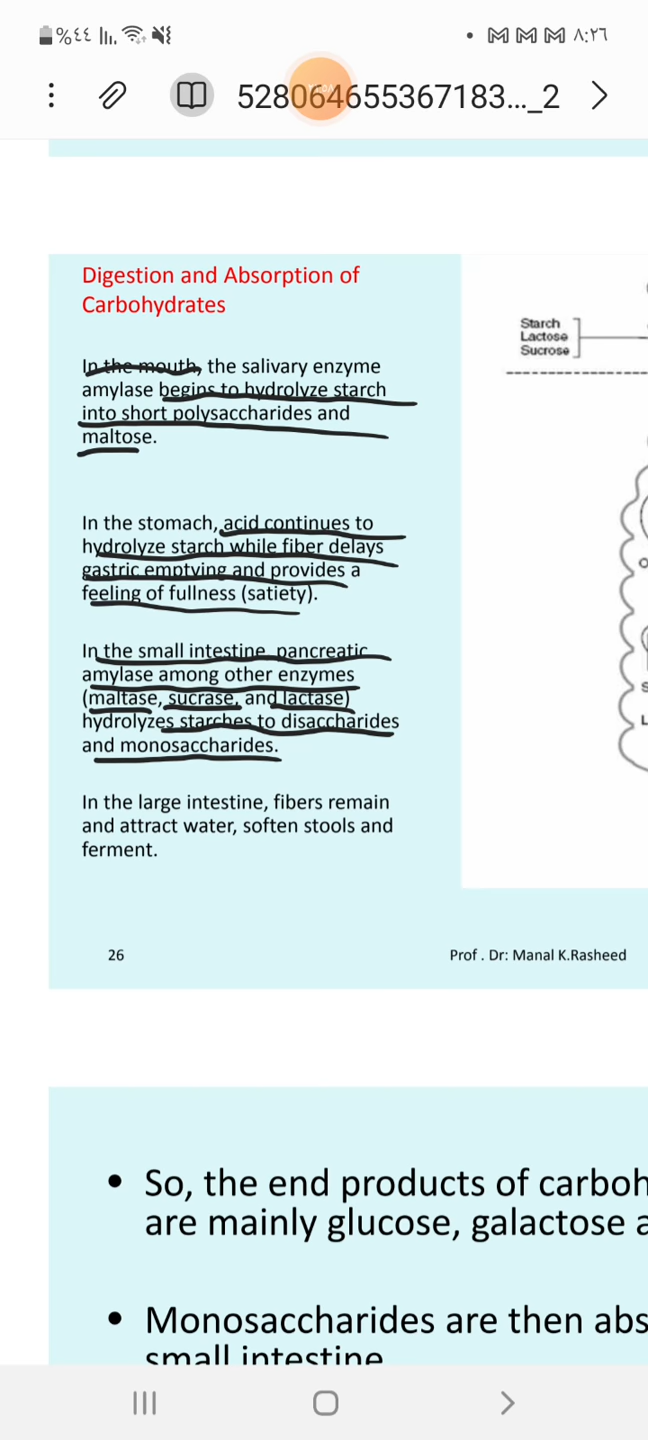 %٤٤
٨:٢٦
528064655367183..._2
Digestion and Absorption of
Carbohydrates
In the mouth, the salivary enzyme
amylase begins to hydrolyze starch
into short polysaccharides and
maltose.
In the stomach, acid continues to
hydrolyze starch while fiber delays
gastric emptying and provides a
feeling of fullness (satiety).
In the small intestine pancreatic
amylase among other enzymes
(maltase, sucrase, and lactase)
hydrolyzes starches to disaccharides
and monosaccharides.
In the large intestine, fibers remain
and attract water, soften stools and
ferment.
Starch
Lactose
Sucrose
26
Prof . Dr: Manal K.Rasheed
• So, the end products of carboh
are mainly glucose, galactose a
• Monosaccharides are then abs
small intestine